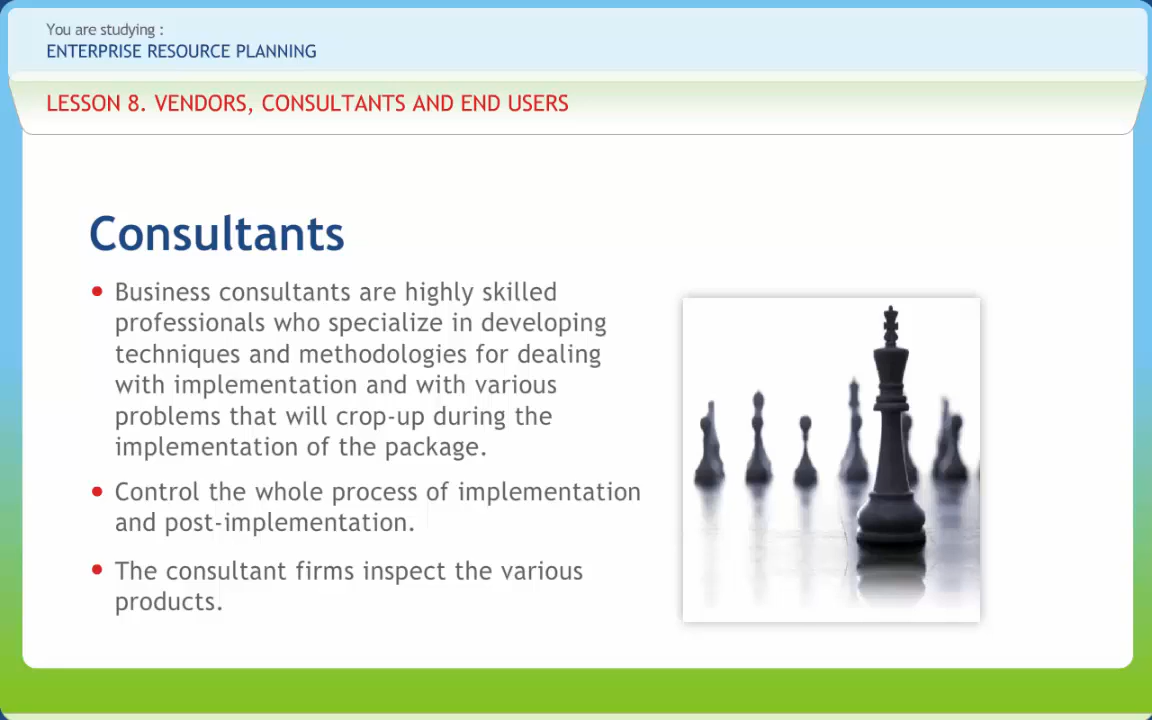 You are studying :
ENTERPRISE RESOURCE PLANNING
LESSON 8. VENDORS, CONSULTANTS AND END USERS
Consultants
• Business consultants are highly skilled
professionals who specialize in developing
techniques and methodologies for dealing
with implementation and with various
problems that will crop-up during the
implementation of the package.
• Control the whole process of implementation
and post-implementation.
• The consultant firms inspect the various
products.